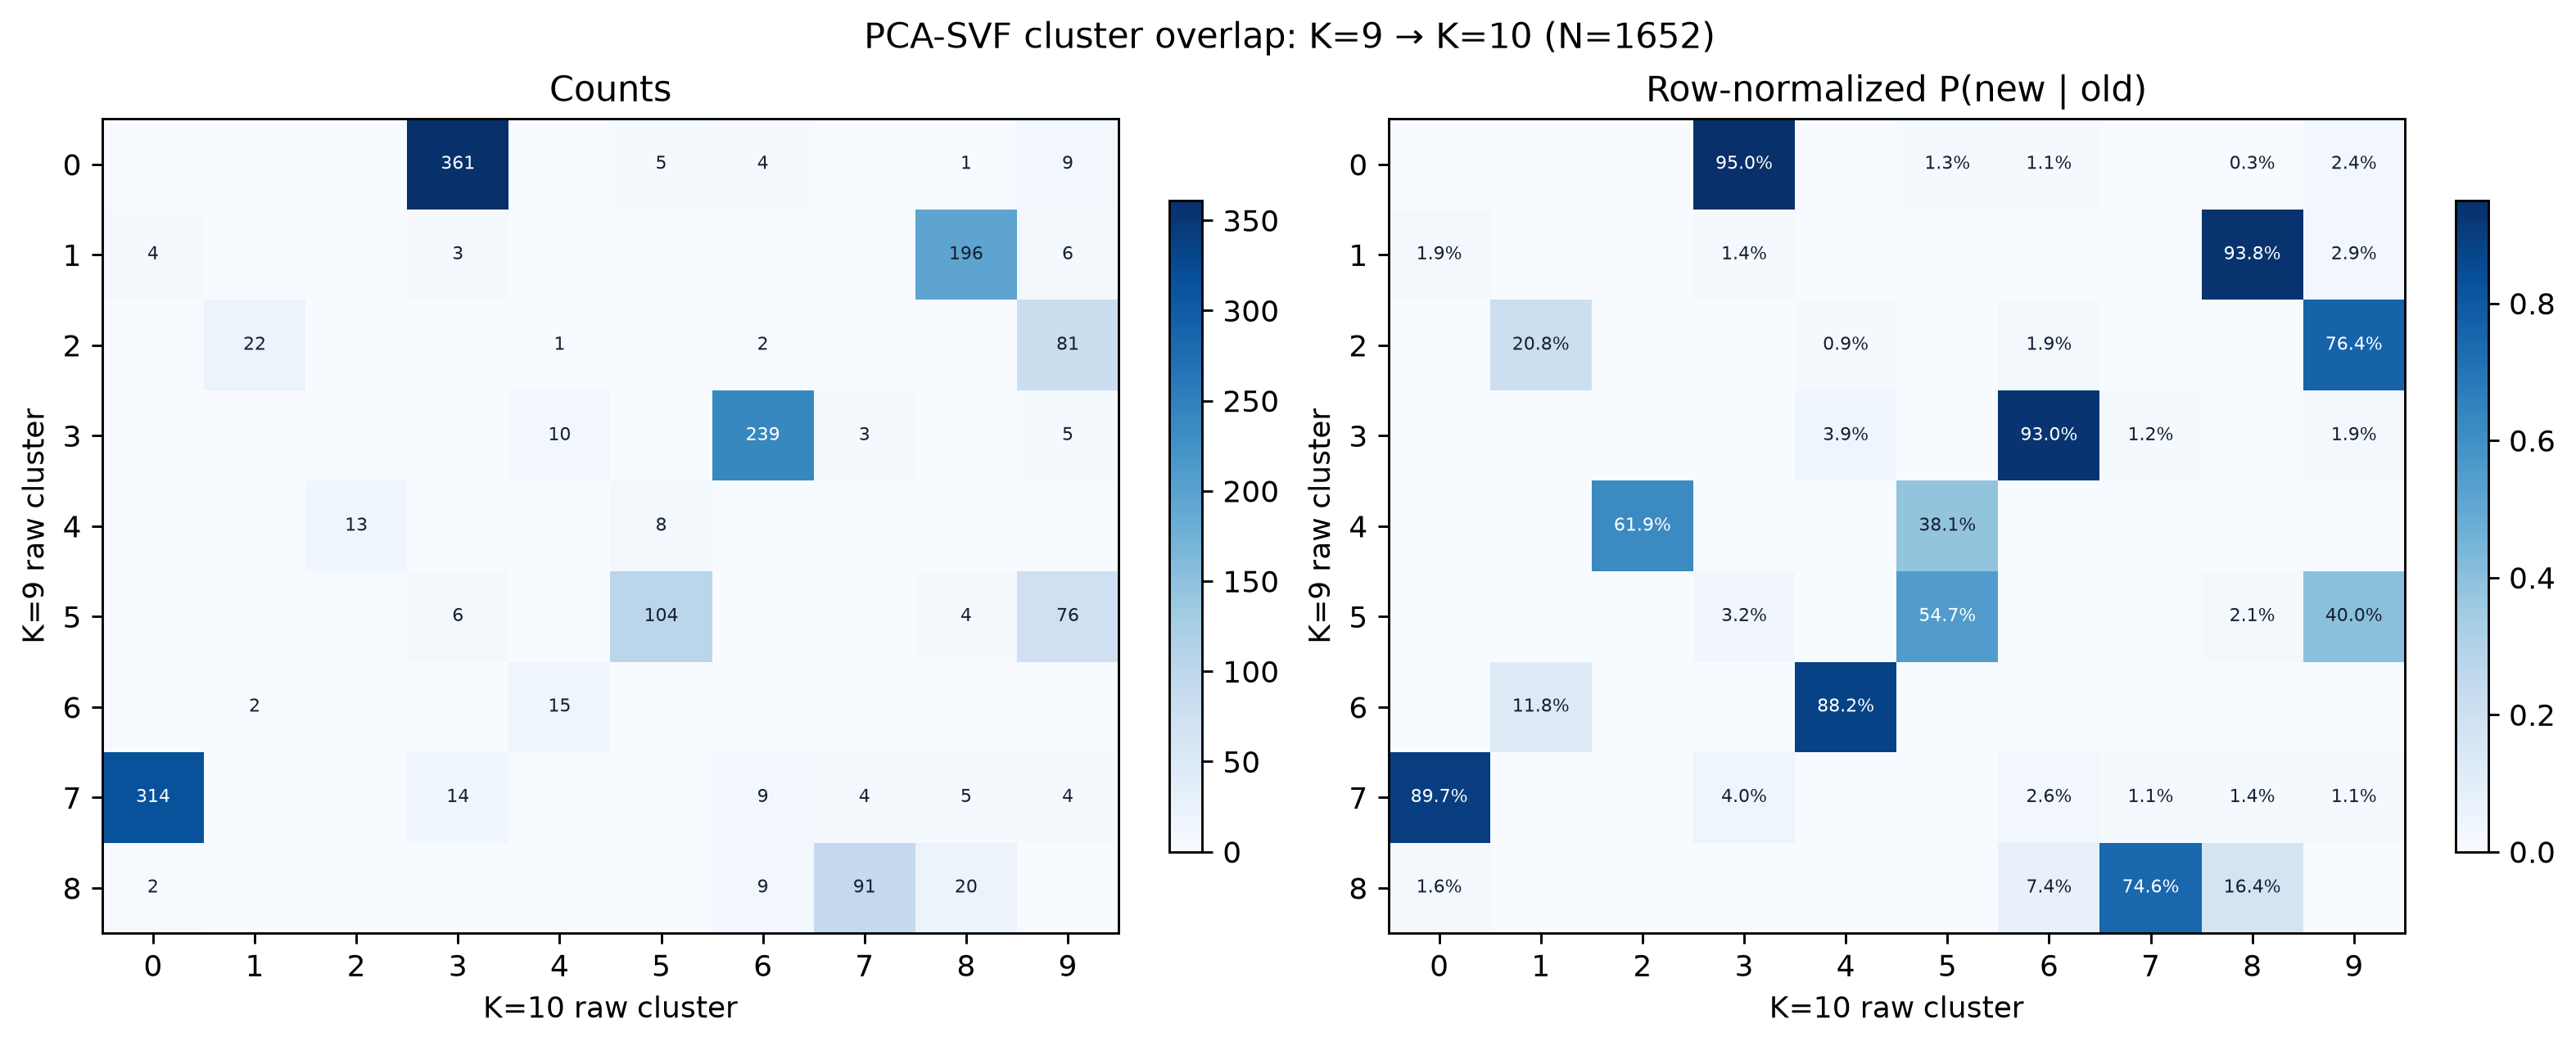 PCA-SVF cluster overlap: K=9 → K=10 (N=1652)
Counts
K=9 raw cluster
0 361 5 4 1 9
1 4 3 196 6
2 22 1 2 81
3 10 239 3 5
4 13 8
5 6 104 4 76
6 2 15
7 314 14 9 4 5 4
8 2 9 91 20
0 1 2 3 4 5 6 7 8 9
K=10 raw cluster
350
300
250
200
150
100
50
0
Row-normalized P(new | old)
K=9 raw cluster
0 95.0% 1.3% 1.1% 0.3% 2.4%
1 1.9% 1.4% 93.8% 2.9%
2 20.8% 0.9% 1.9% 76.4%
3 3.9% 93.0% 1.2% 1.9%
4 61.9% 38.1%
5 3.2% 54.7% 2.1% 40.0%
6 11.8% 88.2%
7 89.7% 4.0% 2.6% 1.1% 1.4% 1.1%
8 1.6% 7.4% 74.6% 16.4%
0 1 2 3 4 5 6 7 8 9
K=10 raw cluster
0.8
0.6
0.4
0.2
0.0